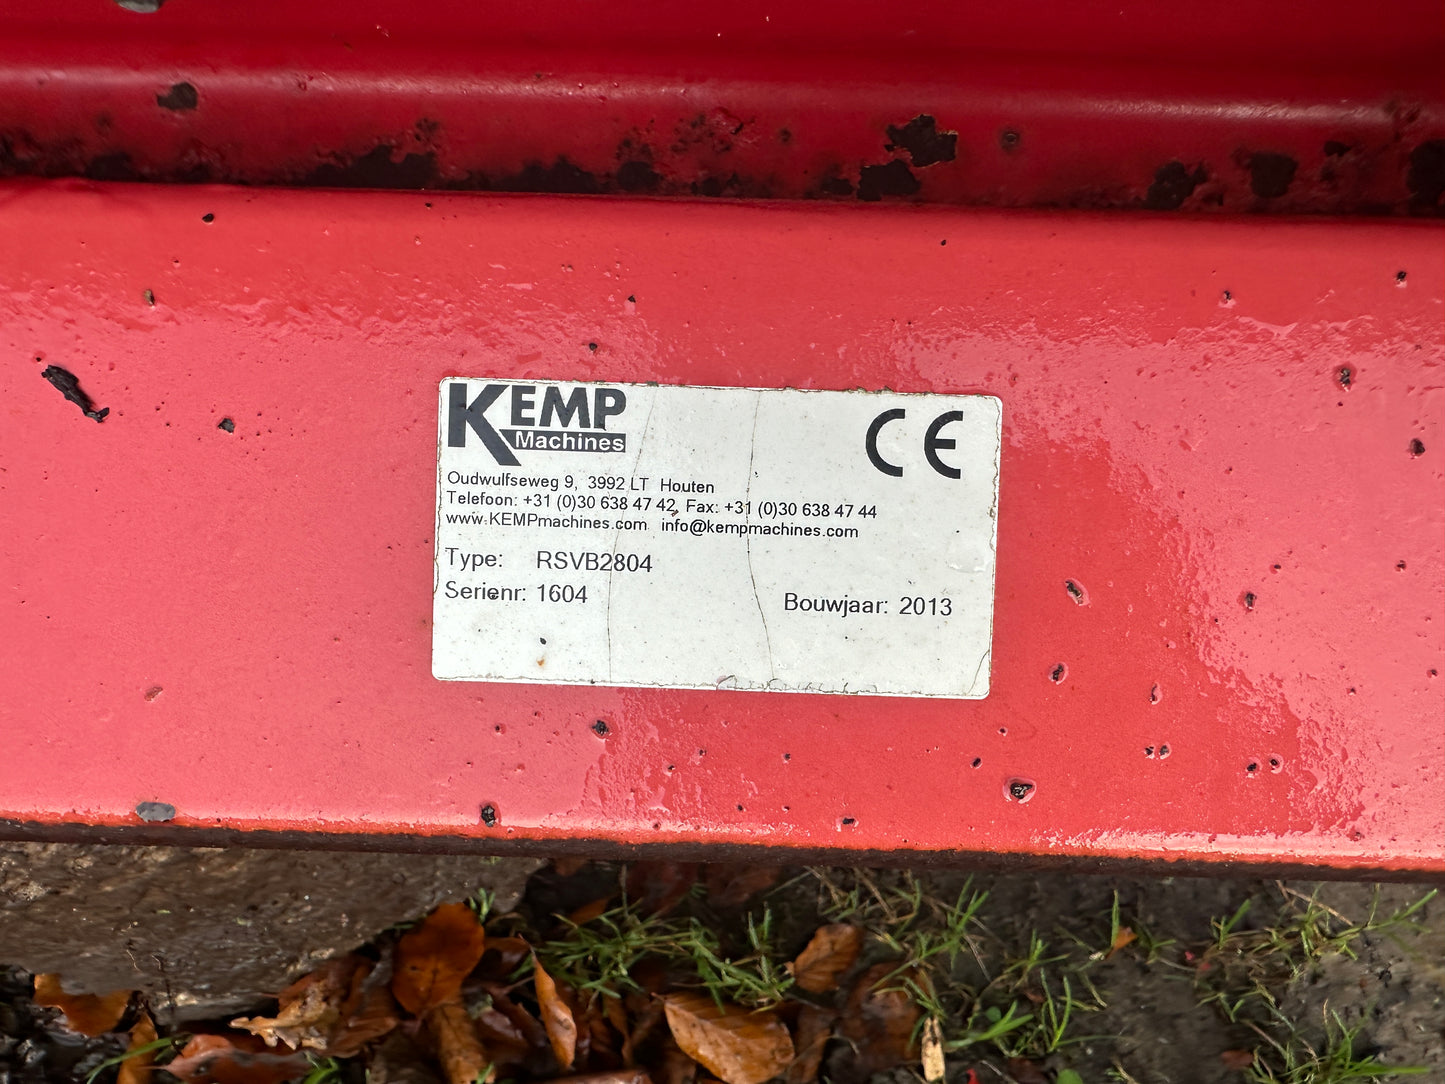 KEMP
Machines
CE
Oudwulfseweg 9, 3992 LT Houten
Telefoon: +31 (0)30 638 47 42, Fax: +31 (0)30 638 47 44
www.KEMPmachines.com info@kempmachines.com
Type: RSVB2804
Serienr: 1604
Bouwjaar: 2013